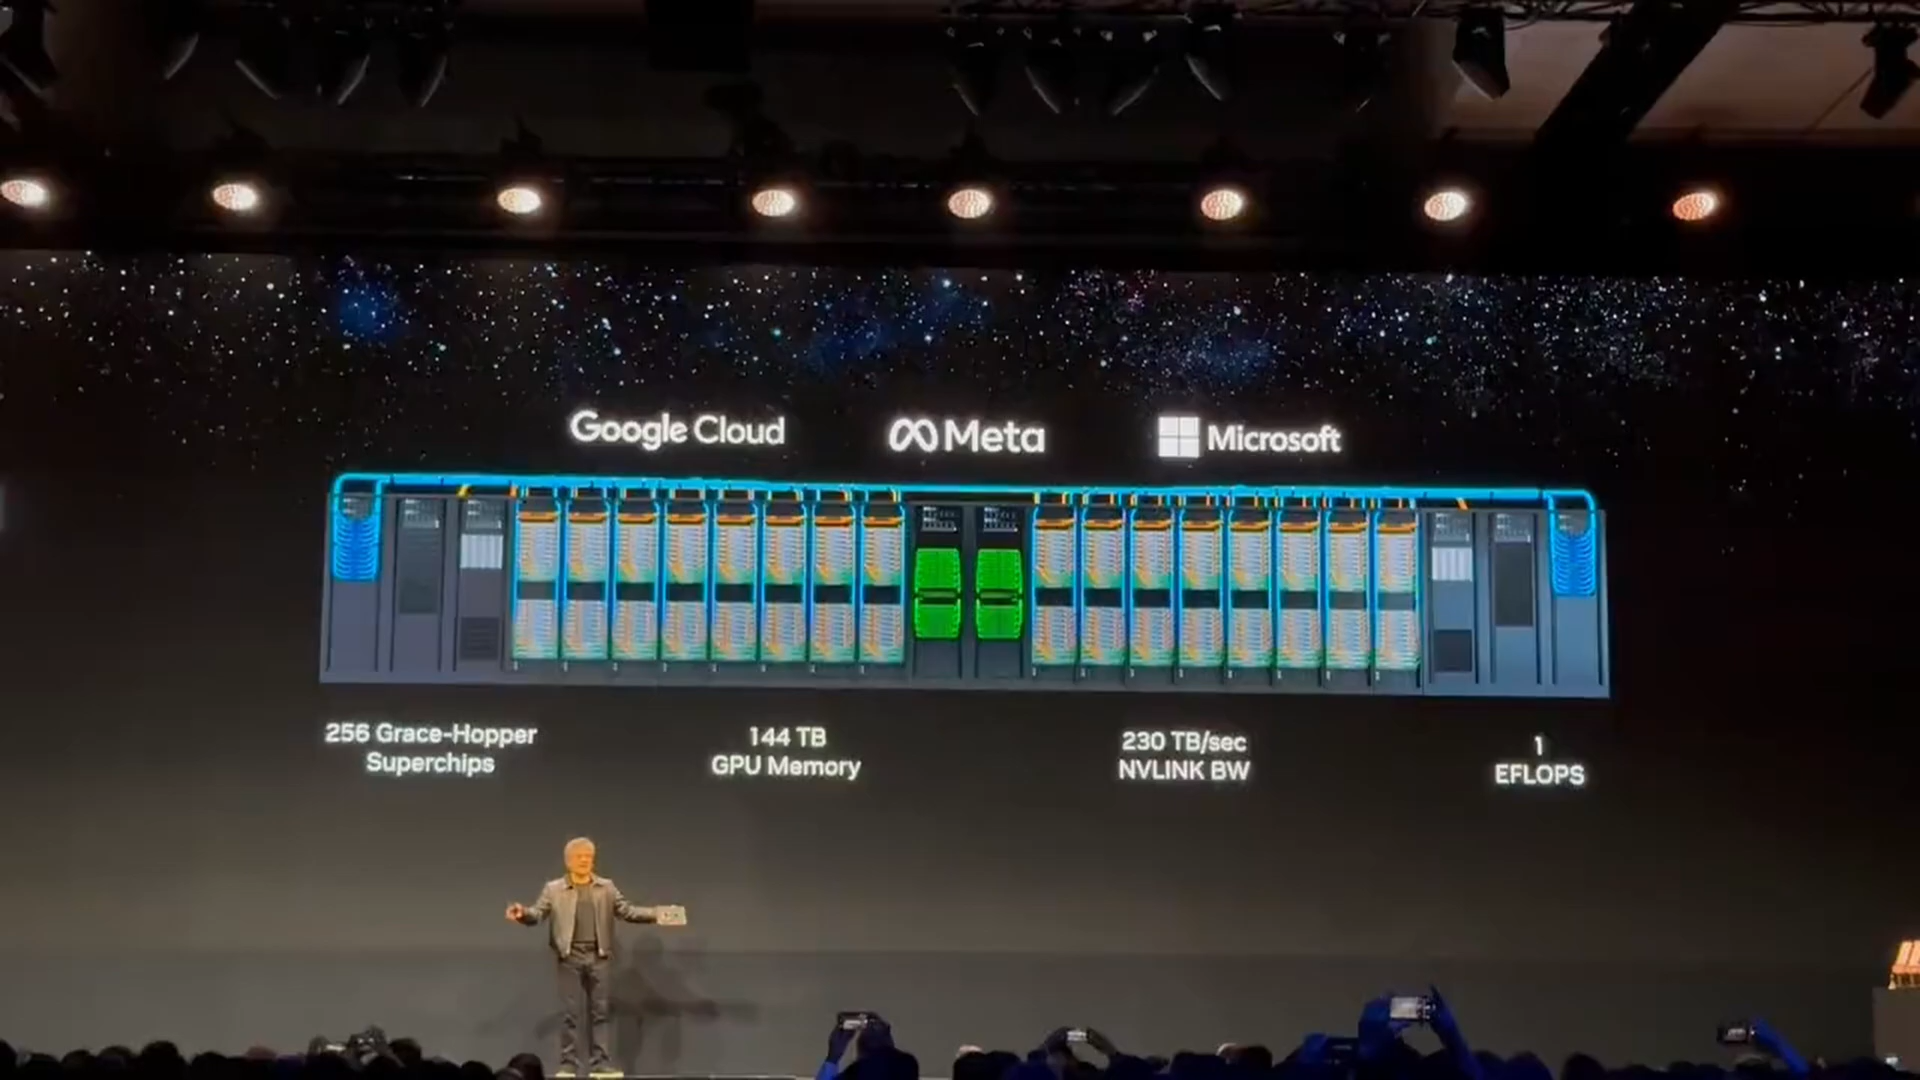 Google Cloud
Meta
Microsoft
256 Grace-Hopper
Superchips
144 TB
GPU Memory
230 TB/sec
NVLINK BW
1
EFLOPS